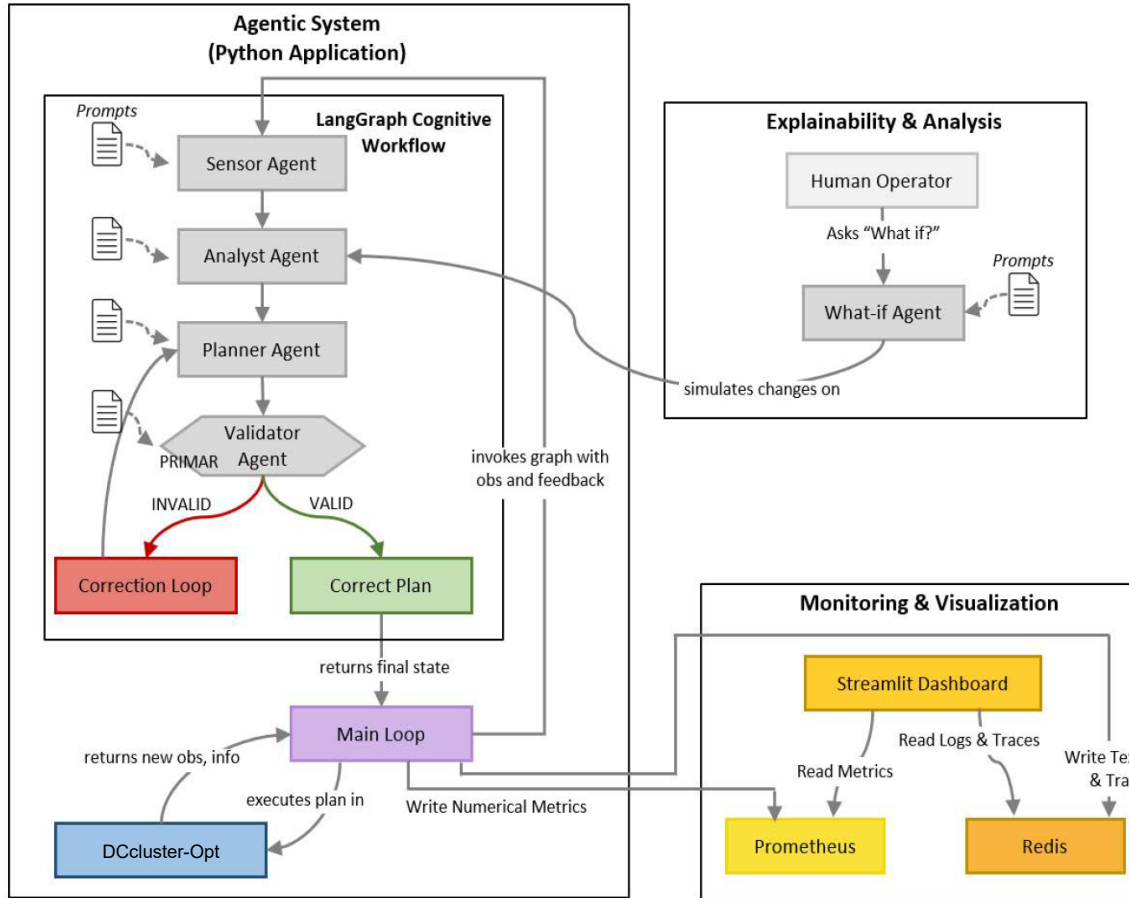 Agentic System
(Python Application)
Prompts
LangGraph Cognitive
Workflow
Sensor Agent
Analyst Agent
Planner Agent
Validator
Agent
PRIMAR
INVALID
VALID
Correction Loop
Correct Plan
returns final state
invokes graph with
obs and feedback
Main Loop
returns new obs, info
executes plan in
Write Numerical Metrics
DCcluster-Opt
Explainability & Analysis
Human Operator
Asks “What if?”
Prompts
What-if Agent
simulates changes on
Monitoring & Visualization
Streamlit Dashboard
Read Logs & Traces
Read Metrics
Write Tex
& Tra
Prometheus
Redis